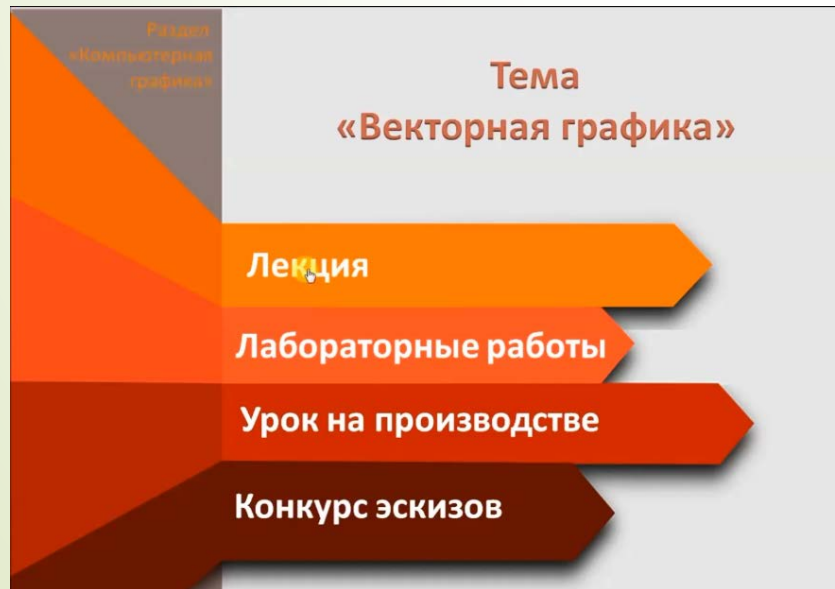 Раздел
«Компьютерная
графика»
Тема
«Векторная графика»
Лекция
Лабораторные работы
Урок на производстве
Конкурс эскизов